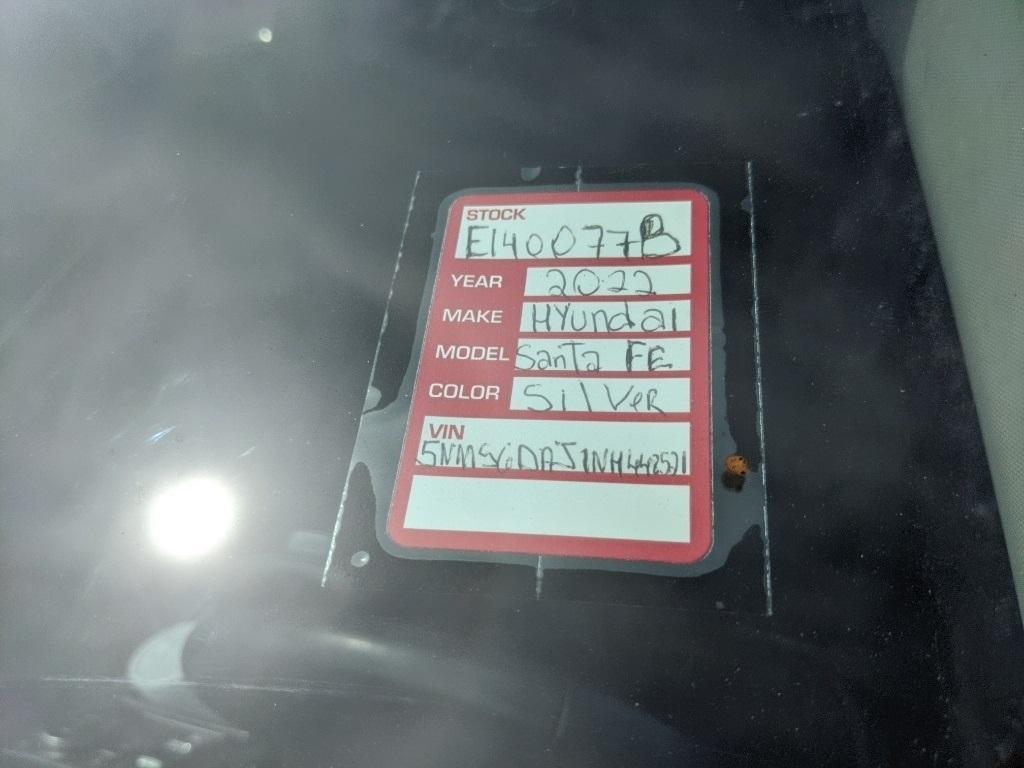 STOCK
E140077B
YEAR 2022
MAKE HYundai
MODEL Santa FE
COLOR SilVeR
VIN
5NMS6DAJ1NH442521